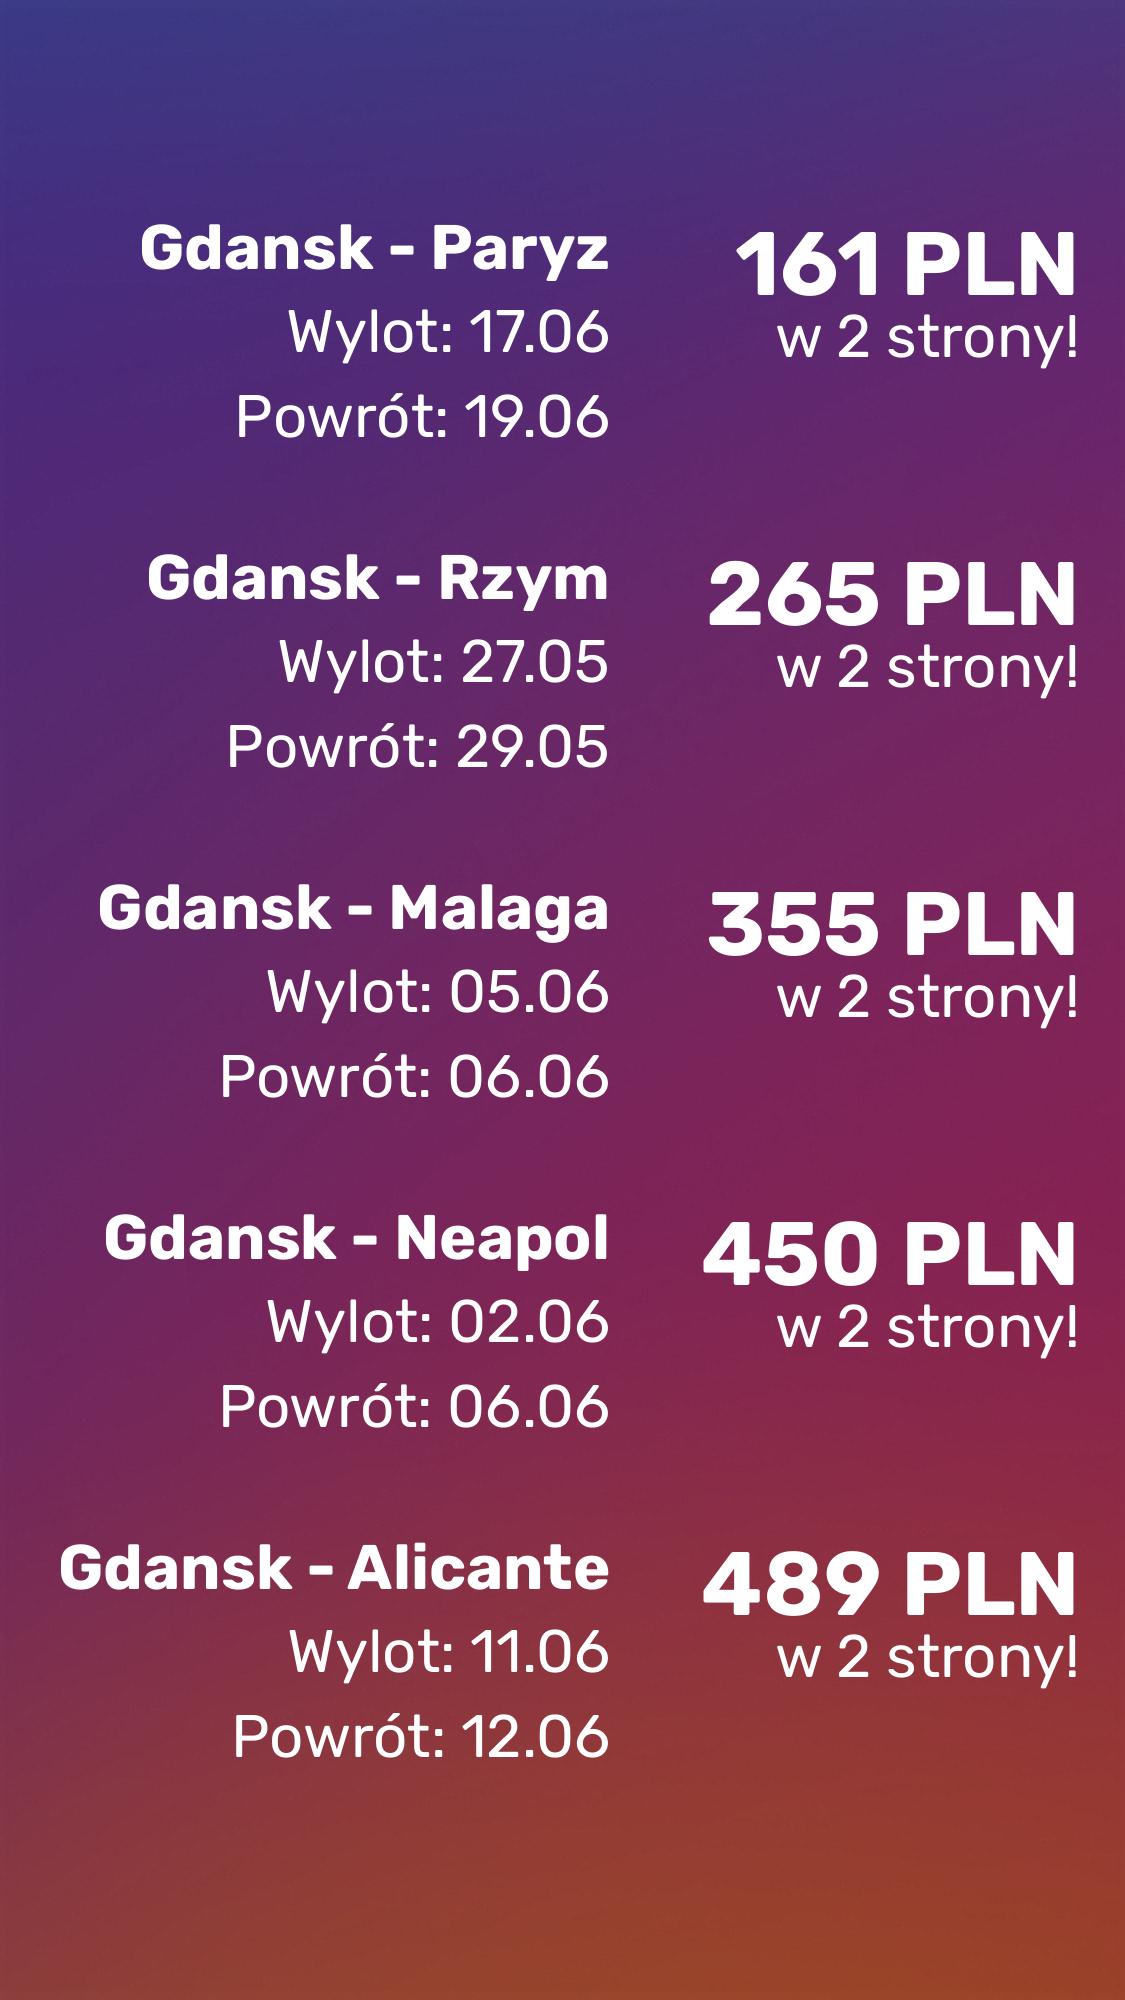 Gdansk - Paryz
Wylot: 17.06
Powrót: 19.06
161 PLN
w 2 strony!
Gdansk - Rzym
Wylot: 27.05
Powrót: 29.05
265 PLN
w 2 strony!
Gdansk - Malaga
Wylot: 05.06
Powrót: 06.06
355 PLN
w 2 strony!
Gdansk - Neapol
Wylot: 02.06
Powrót: 06.06
450 PLN
w 2 strony!
Gdansk - Alicante
Wylot: 11.06
Powrót: 12.06
489 PLN
w 2 strony!